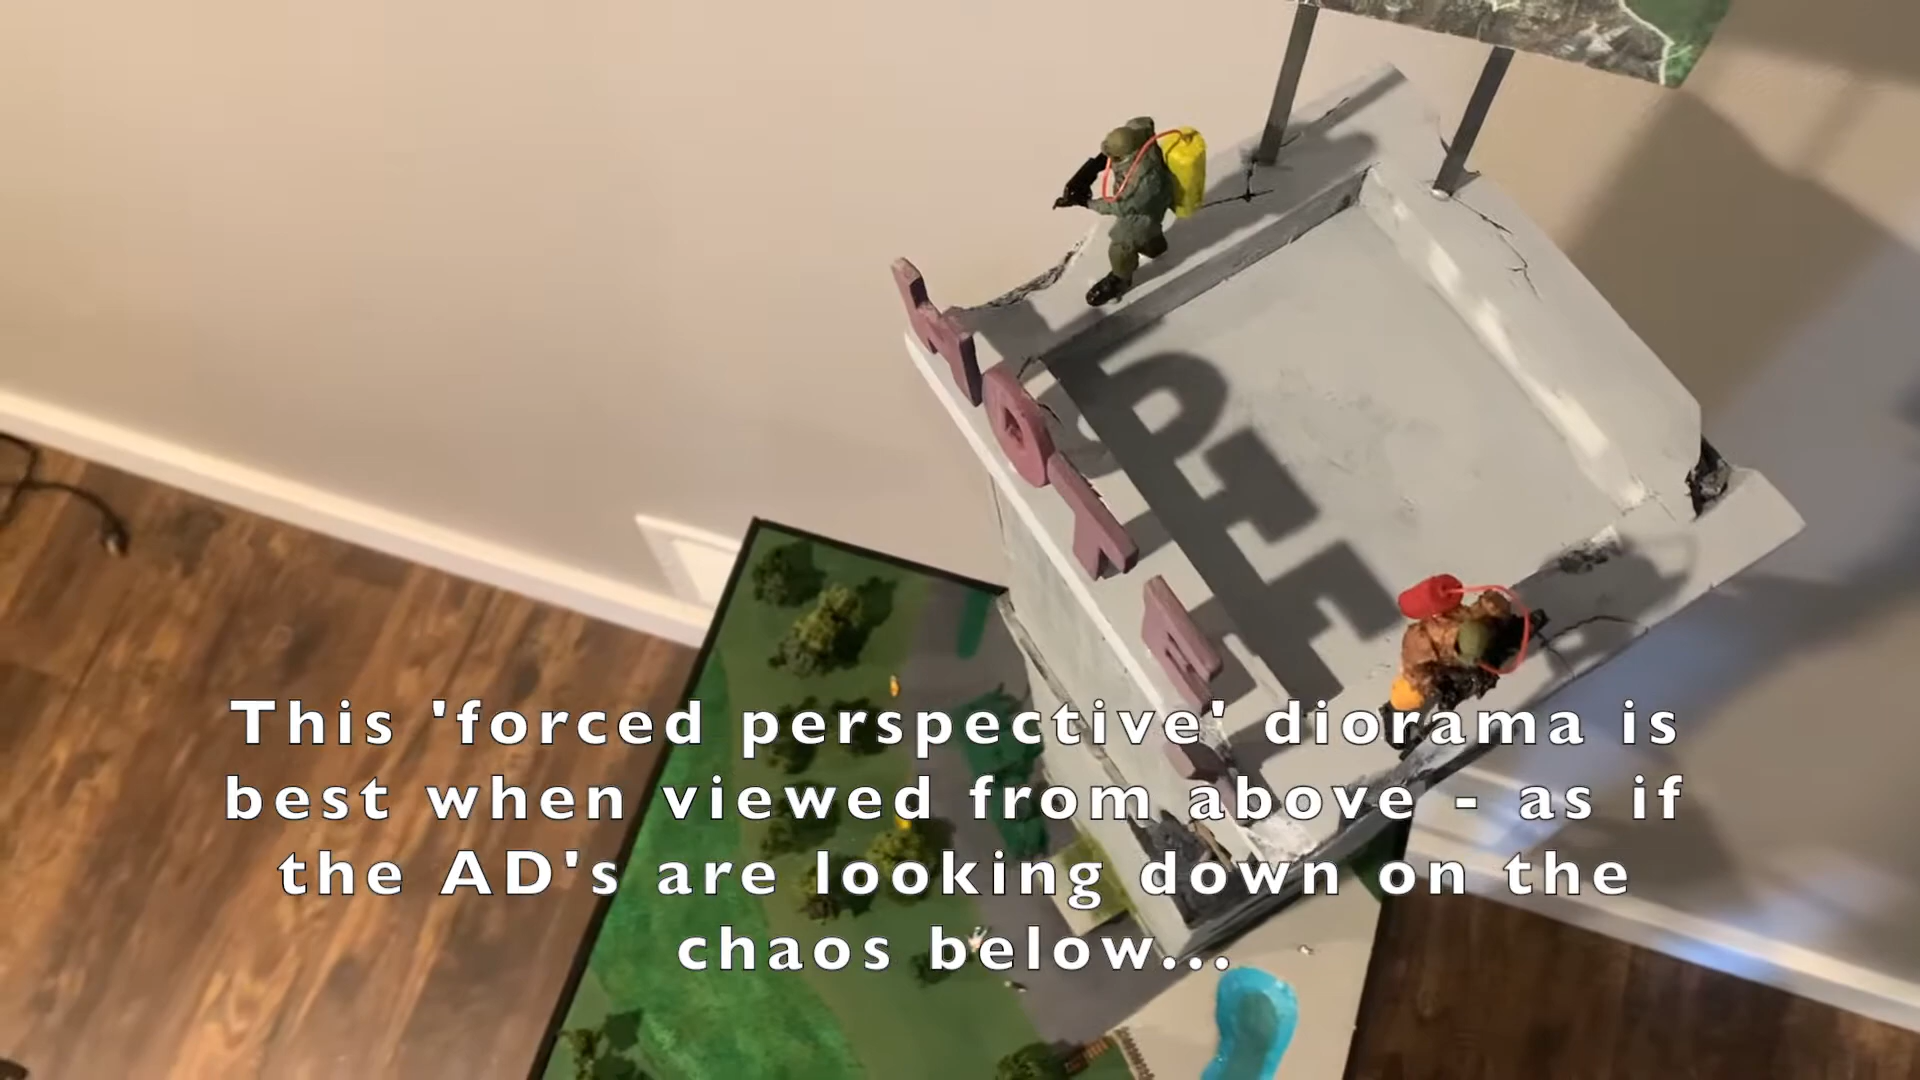 HOTEL
This 'forced perspective' diorama is
best when viewed from above - as if
the AD's are looking down on the
chaos below...